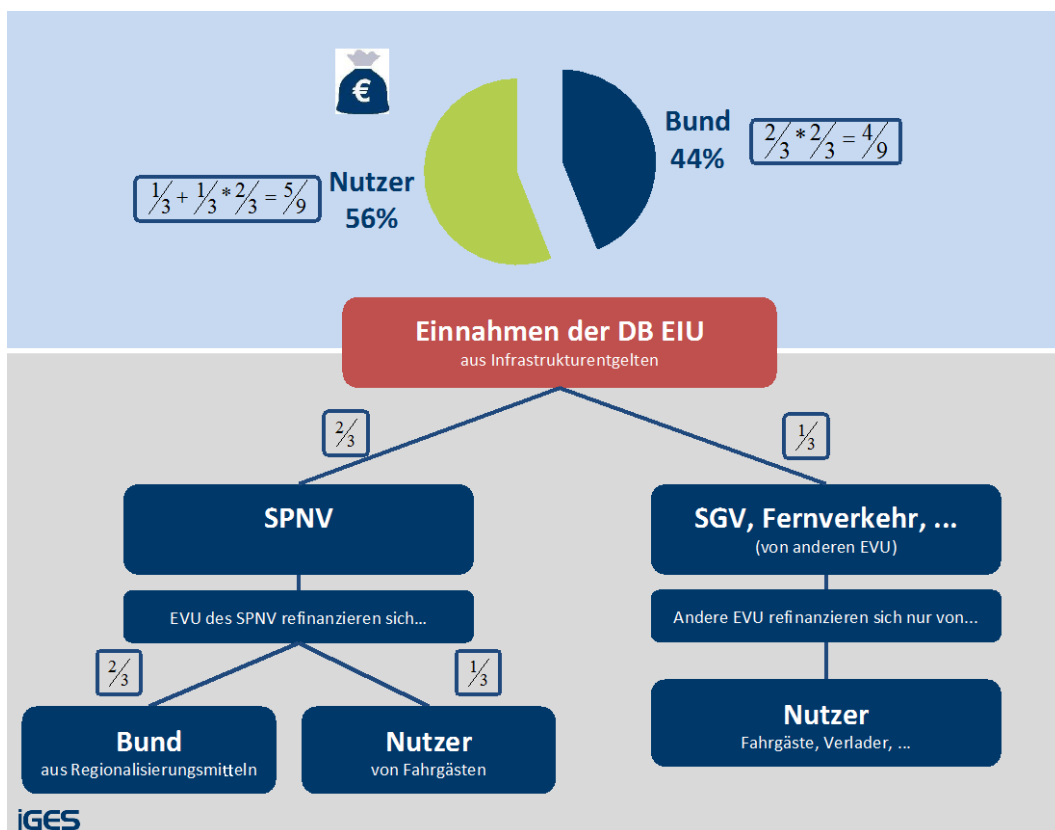 €
Bund
44%
2/3 * 2/3 = 4/9
Nutzer
56%
1/3 + 1/3 * 2/3 = 5/9
Einnahmen der DB EIU
aus Infrastrukturentgelten
2/3
1/3
SPNV
SGV, Fernverkehr, ...
(von anderen EVU)
EVU des SPNV refinanzieren sich...
Andere EVU refinanzieren sich nur von...
2/3
1/3
Bund
aus Regionalisierungsmitteln
Nutzer
von Fahrgästen
Nutzer
Fahrgäste, Verlader, ...
iGES